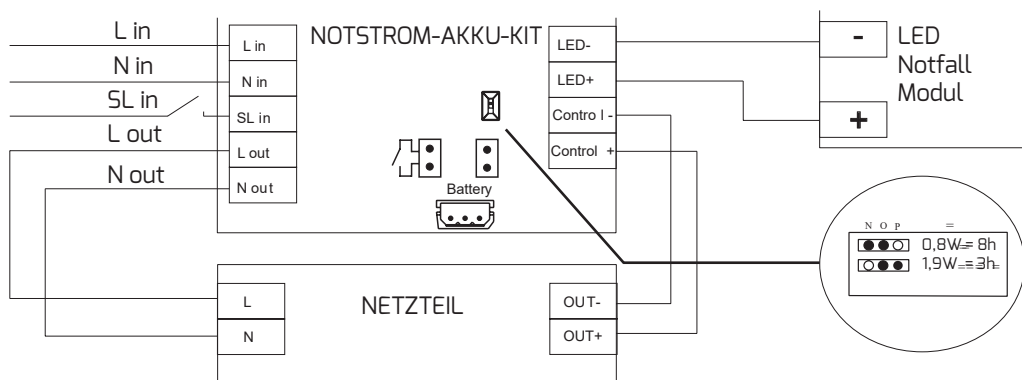 L in
N in
SL in
L out
N out
NOTSTROM-AKKU-KIT
L in
N in
SL in
L out
N out
Battery
LED-
LED+
Contro l -
Control +
-
+
LED
Notfall
Modul
N O P =
0,8W= 8h
1,9W=3h
NETZTEIL
L
N
OUT-
OUT+